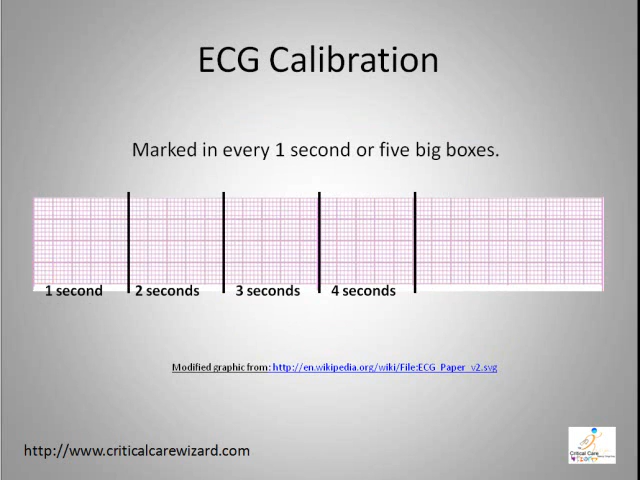 ECG Calibration
Marked in every 1 second or five big boxes.
1 second 2 seconds 3 seconds 4 seconds
Modified graphic from: http://en.wikipedia.org/wiki/File:ECG_Paper_v2.svg
http://www.criticalcarewizard.com
Critical Care